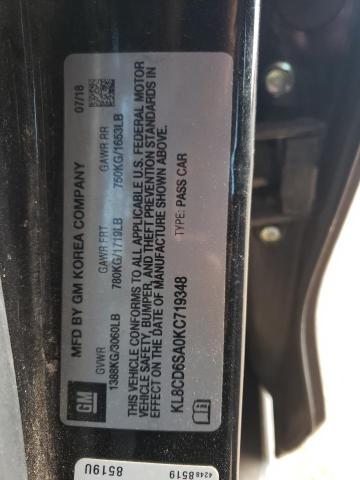 GM
MFD BY GM KOREA COMPANY 07/18
GVWR GAWR FRT GAWR RR
1388KG/3060LB 780KG/1719LB 750KG/1653LB
THIS VEHICLE CONFORMS TO ALL APPLICABLE U.S. FEDERAL MOTOR
VEHICLE SAFETY, BUMPER, AND THEFT PREVENTION STANDARDS IN
EFFECT ON THE DATE OF MANUFACTURE SHOWN ABOVE.
KL8CD6SA0KC719348 TYPE: PASS CAR
8519U
42488519